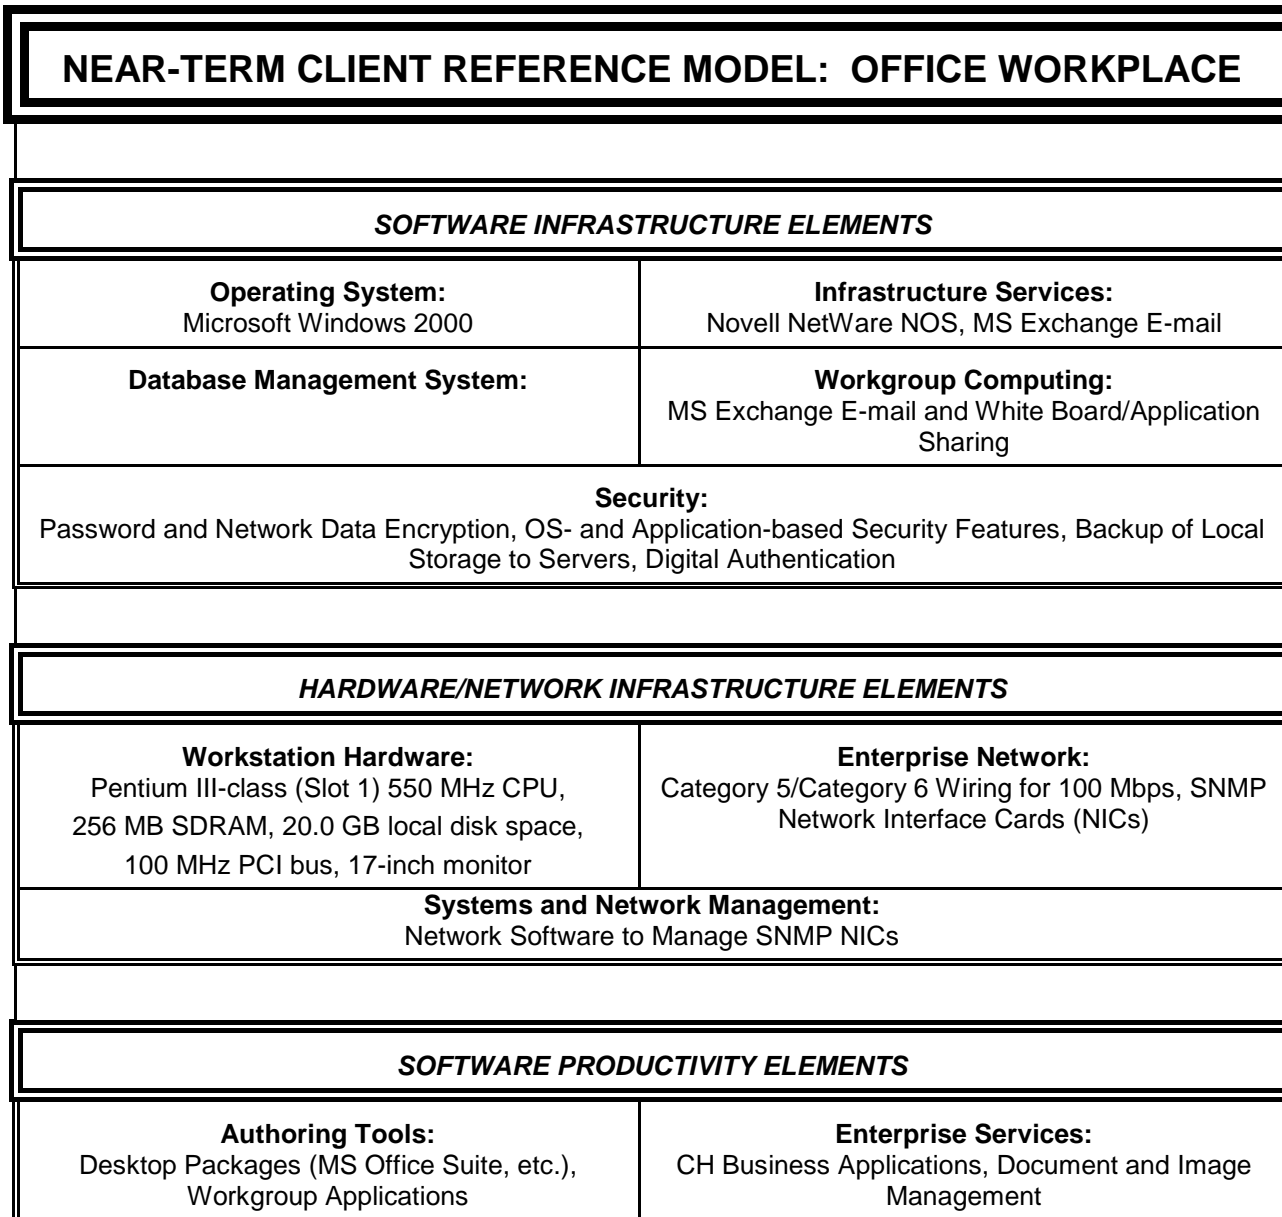 NEAR-TERM CLIENT REFERENCE MODEL: OFFICE WORKPLACE
SOFTWARE INFRASTRUCTURE ELEMENTS
Operating System:
Microsoft Windows 2000
Infrastructure Services:
Novell NetWare NOS, MS Exchange E-mail
Database Management System:
Workgroup Computing:
MS Exchange E-mail and White Board/Application
Sharing
Security:
Password and Network Data Encryption, OS- and Application-based Security Features, Backup of Local
Storage to Servers, Digital Authentication
HARDWARE/NETWORK INFRASTRUCTURE ELEMENTS
Workstation Hardware:
Pentium III-class (Slot 1) 550 MHz CPU,
256 MB SDRAM, 20.0 GB local disk space,
100 MHz PCI bus, 17-inch monitor
Enterprise Network:
Category 5/Category 6 Wiring for 100 Mbps, SNMP
Network Interface Cards (NICs)
Systems and Network Management:
Network Software to Manage SNMP NICs
SOFTWARE PRODUCTIVITY ELEMENTS
Authoring Tools:
Desktop Packages (MS Office Suite, etc.),
Workgroup Applications
Enterprise Services:
CH Business Applications, Document and Image
Management